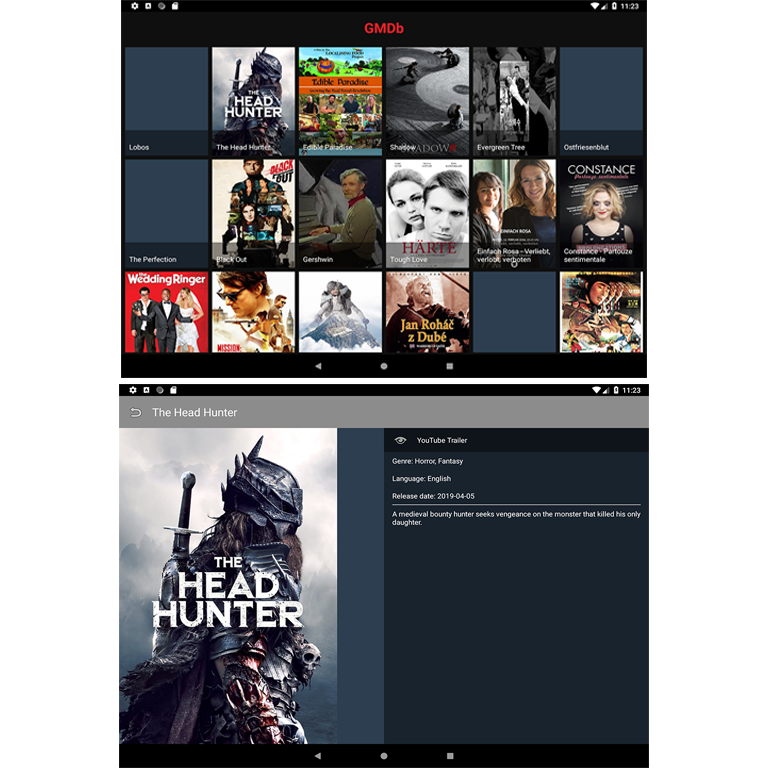 11:23
GMDb
THE
HEAD
HUNTER
Edible Paradise
Lobos
The Head Hunter
Edible Paradise
Shadow
Evergreen Tree
Ostfriesenblut
BLACK
OUT
HÄRTE
EINFACH ROSA
CONSTANCE
Partouze sentimentale
The Perfection
Black Out
Gershwin
Tough Love
Einfach Rosa - Verliebt,
verlobt, verboten
Constance - Partouze
sentimentale
The
Wedding Ringer
MISSION:
Jan Roháč
z Dubé
11:23
The Head Hunter
THE
HEAD
HUNTER
YouTube Trailer
Genre: Horror, Fantasy
Language: English
Release date: 2019-04-05
A medieval bounty hunter seeks vengeance on the monster that killed his only
daughter.